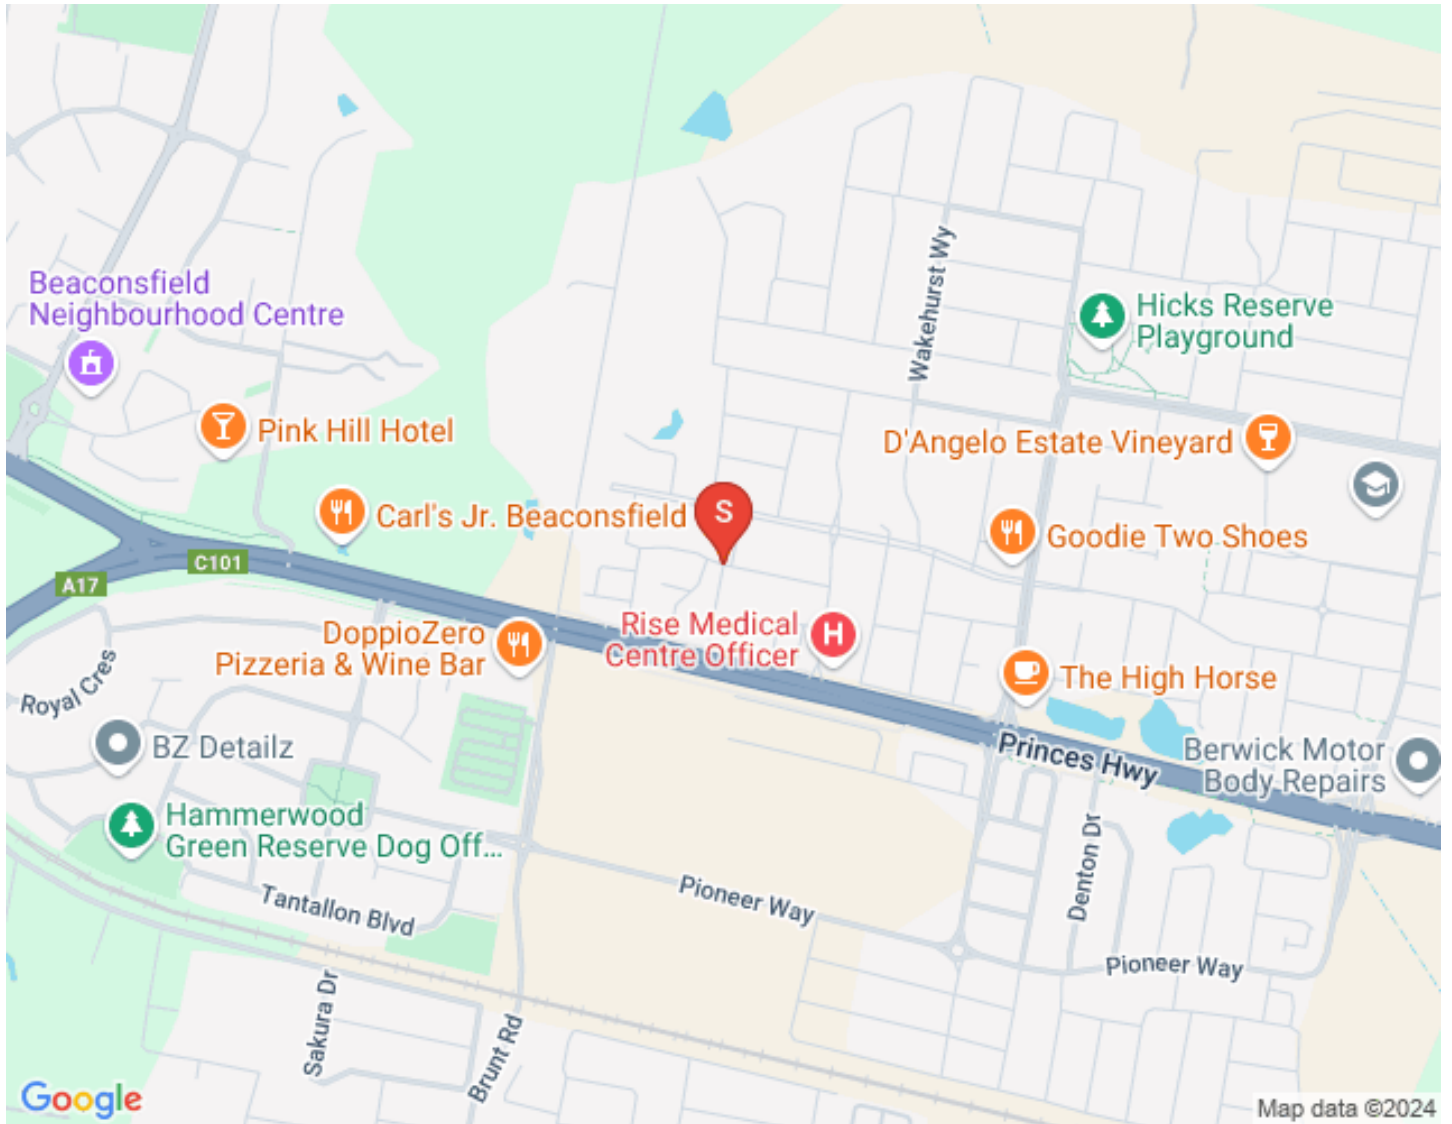 Wakehurst Wy
Beaconsfield
Neighbourhood Centre
Hicks Reserve
Playground
Pink Hill Hotel
D'Angelo Estate Vineyard
Carl's Jr. Beaconsfield
S
Goodie Two Shoes
C101
A17
DoppioZero
Pizzeria & Wine Bar
Rise Medical
Centre Officer
H
Royal Cres
The High Horse
BZ Detailz
Princes Hwy
Berwick Motor
Body Repairs
Hammerwood
Green Reserve Dog Off...
Denton Dr
Tantallon Blvd
Pioneer Way
Pioneer Way
Sakura Dr
Brunt Rd
Google
Map data ©2024